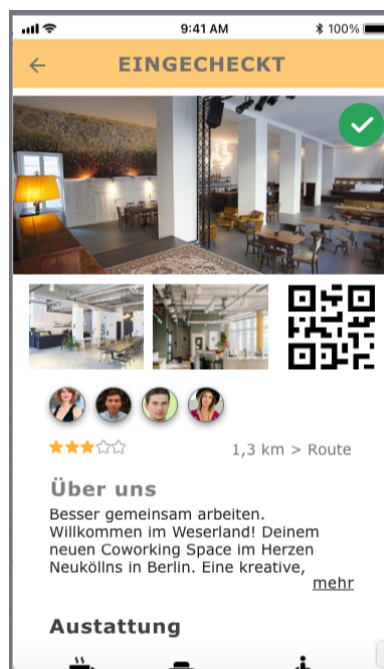 9:41 AM
100%
EINGECHECKT
1,3 km > Route
Über uns
Besser gemeinsam arbeiten.
Willkommen im Weserland! Deinem
neuen Coworking Space im Herzen
Neuköllns in Berlin. Eine kreative,
mehr
Austattung